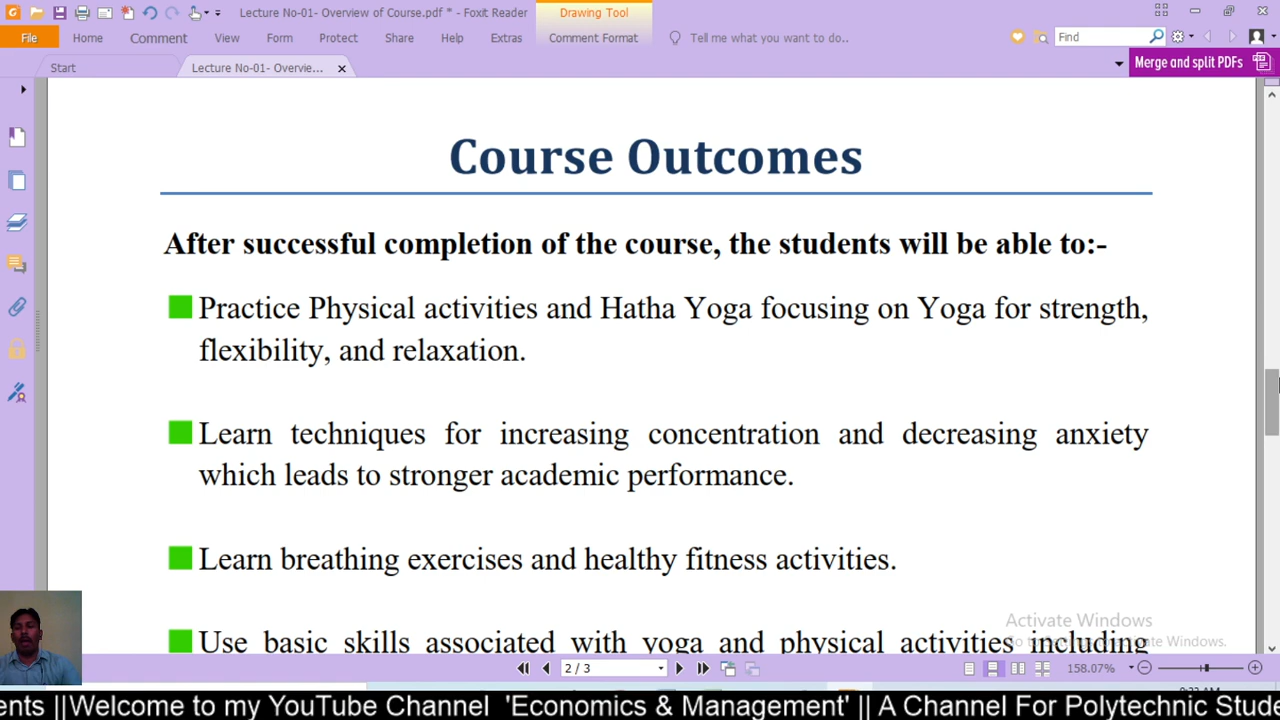 Lecture No-01- Overview of Course.pdf * - Foxit Reader
Drawing Tool
File Home Comment View Form Protect Share Help Extras Comment Format Tell me what you want to do.. Find
Start Lecture No-01- Overvie... Merge and split PDFs
Course Outcomes
After successful completion of the course, the students will be able to:-
Practice Physical activities and Hatha Yoga focusing on Yoga for strength,
flexibility, and relaxation.
Learn techniques for increasing concentration and decreasing anxiety
which leads to stronger academic performance.
Learn breathing exercises and healthy fitness activities.
Use basic skills associated with yoga and physical activities including
Activate Windows
Go to Settings to activate Windows.
2 / 3 158.07%
ents ||Welcome to my YouTube Channel 'Economics & Management' || A Channel For Polytechnic Stude